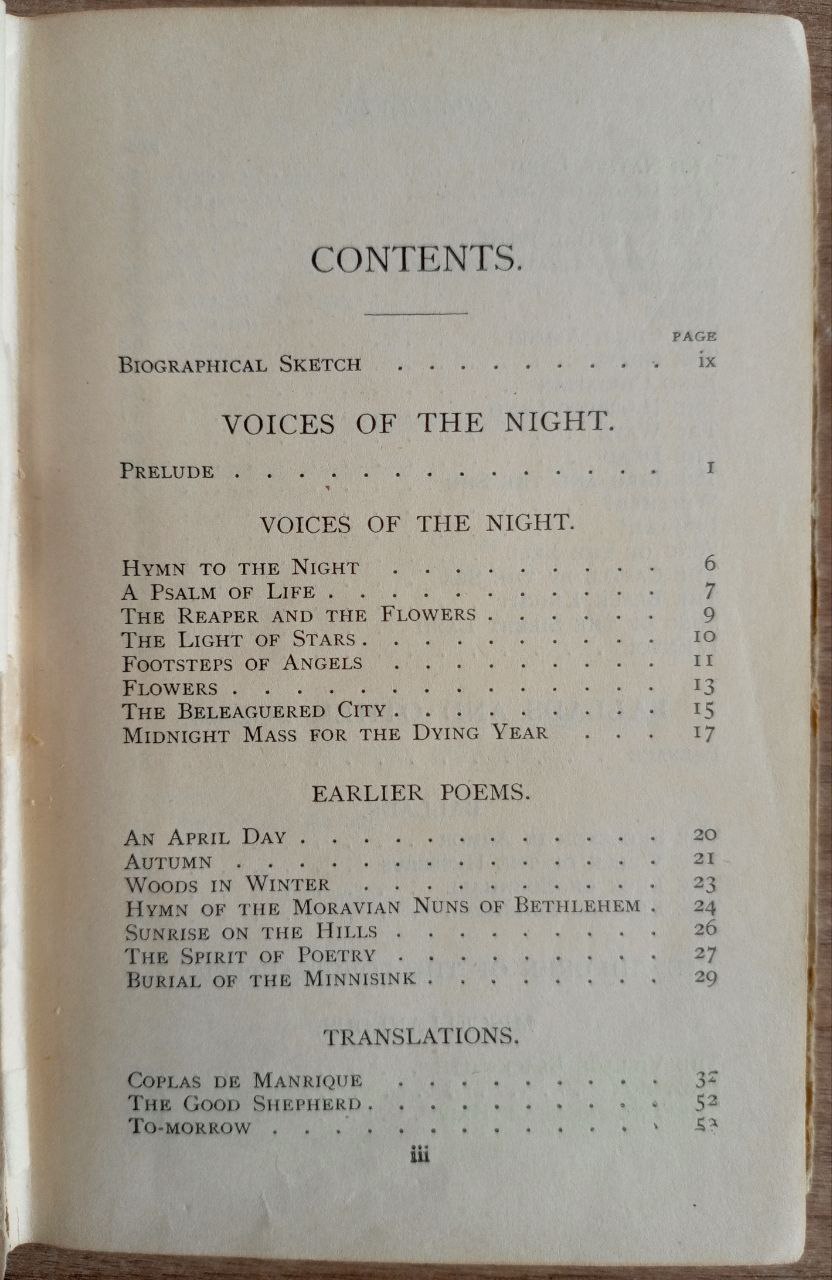 CONTENTS.
PAGE
BIOGRAPHICAL SKETCH . . . . . . . . . ix
VOICES OF THE NIGHT.
PRELUDE . . . . . . . . . . . . . . 1
VOICES OF THE NIGHT.
HYMN TO THE NIGHT . . . . . . . . . 6
A PSALM OF LIFE . . . . . . . . . . . 7
THE REAPER AND THE FLOWERS . . . . . . 9
THE LIGHT OF STARS . . . . . . . . . . 10
FOOTSTEPS OF ANGELS . . . . . . . . . 11
FLOWERS . . . . . . . . . . . . . . 13
THE BELEAGUERED CITY . . . . . . . . . 15
MIDNIGHT MASS FOR THE DYING YEAR . . . 17
EARLIER POEMS.
AN APRIL DAY . . . . . . . . . . . . 20
AUTUMN . . . . . . . . . . . . . . 21
WOODS IN WINTER . . . . . . . . . . 23
HYMN OF THE MORAVIAN NUNS OF BETHLEHEM . 24
SUNRISE ON THE HILLS . . . . . . . . . 26
THE SPIRIT OF POETRY . . . . . . . . . 27
BURIAL OF THE MINNISINK . . . . . . . . 29
TRANSLATIONS.
COPLAS DE MANRIQUE . . . . . . . . . 32
THE GOOD SHEPHERD . . . . . . . . . . 52
TO-MORROW . . . . . . . . . . . . .
iii